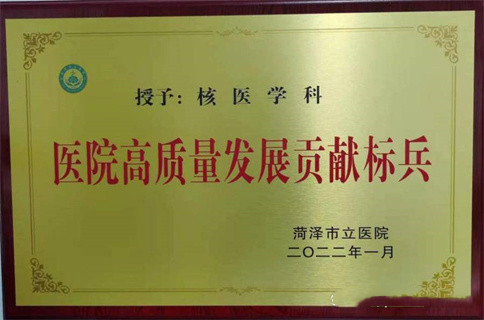 授予：核医学科
医院高质量发展贡献标兵
菏泽市立医院
二〇二二年一月